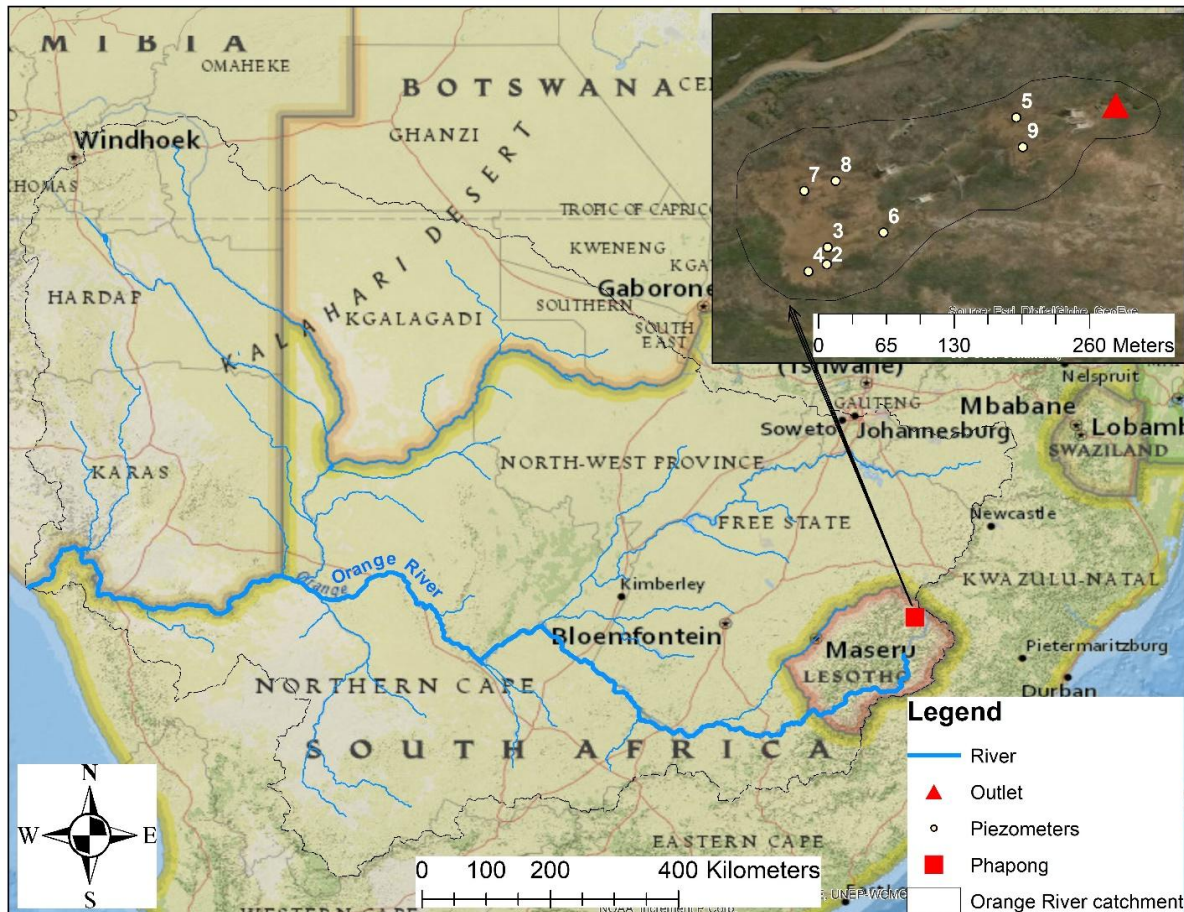 M I B I A
OMAHEKE
Windhoek
KHOMAS
BOTSWANA
GHANZI
TROPIC OF CAPRICO
KWENENG
KALAHARI DESERT
HARDAP
KGALAGADI
SOUTHERN
Gaborone
SOUTH
EAST
KARAS
5
9
7
8
6
3
4
2
0 65 130 260 Meters
(Tshwane)
Nelspruit
GAUTENG
Soweto
Johannesburg
Mbabane
Lobamb
SWAZILAND
NORTH-WEST PROVINCE
FREE STATE
Newcastle
KWAZULU-NATAL
Orange River
Orange
Kimberley
Bloemfontein
Maseru
LESOTHO
Pietermaritzburg
Durban
NORTHERN CAPE
SOUTH AFRICA
EASTERN CAPE
WESTERN CAPE
N
W E
S
0 100 200 400 Kilometers
Legend
River
Outlet
Piezometers
Phapong
Orange River catchment